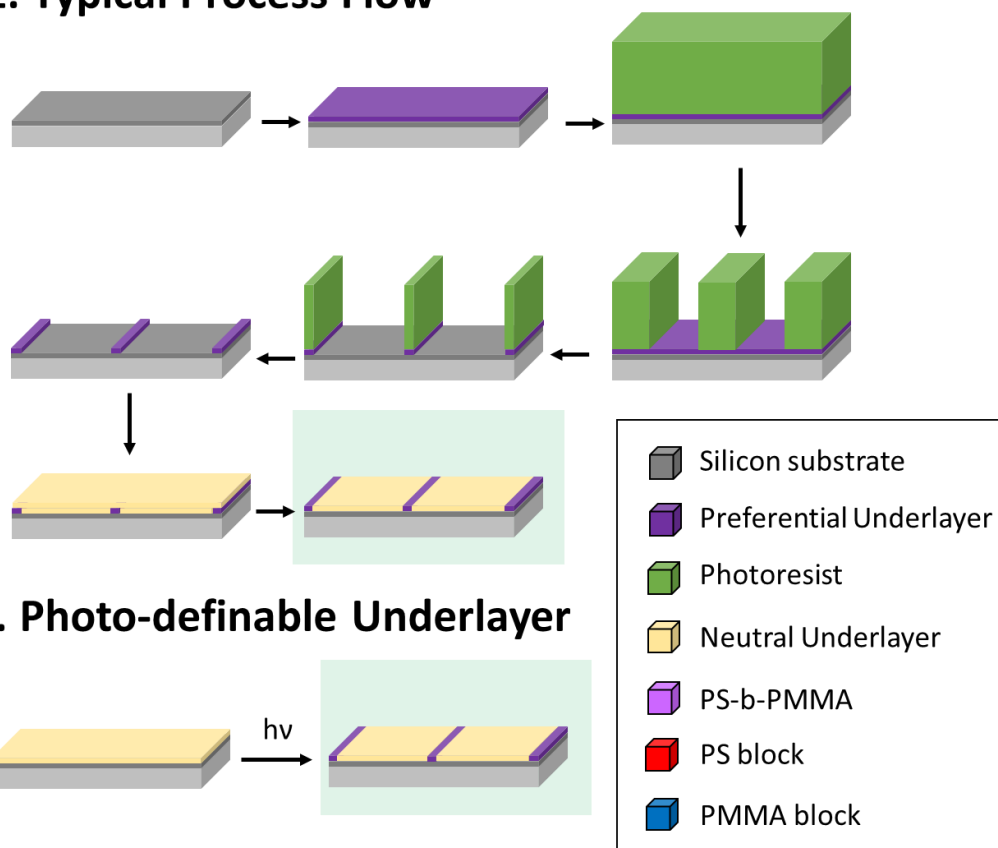 Typical Process Flow
. Photo-definable Underlayer
hν
Silicon substrate
Preferential Underlayer
Photoresist
Neutral Underlayer
PS-b-PMMA
PS block
PMMA block